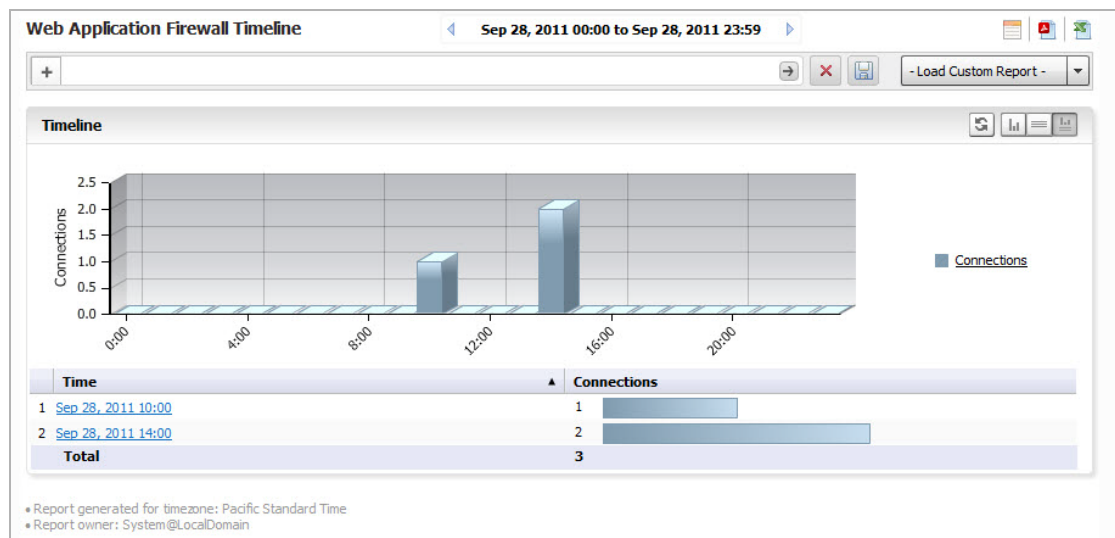 Web Application Firewall Timeline
Sep 28, 2011 00:00 to Sep 28, 2011 23:59
+
- Load Custom Report -
Timeline
Connections
2.5
2.0
1.5
1.0
0.5
0.0
0:00
4:00
8:00
12:00
16:00
20:00
Connections
Time Connections
1 Sep 28, 2011 10:00 1
2 Sep 28, 2011 14:00 2
Total 3
• Report generated for timezone: Pacific Standard Time
• Report owner: System@LocalDomain